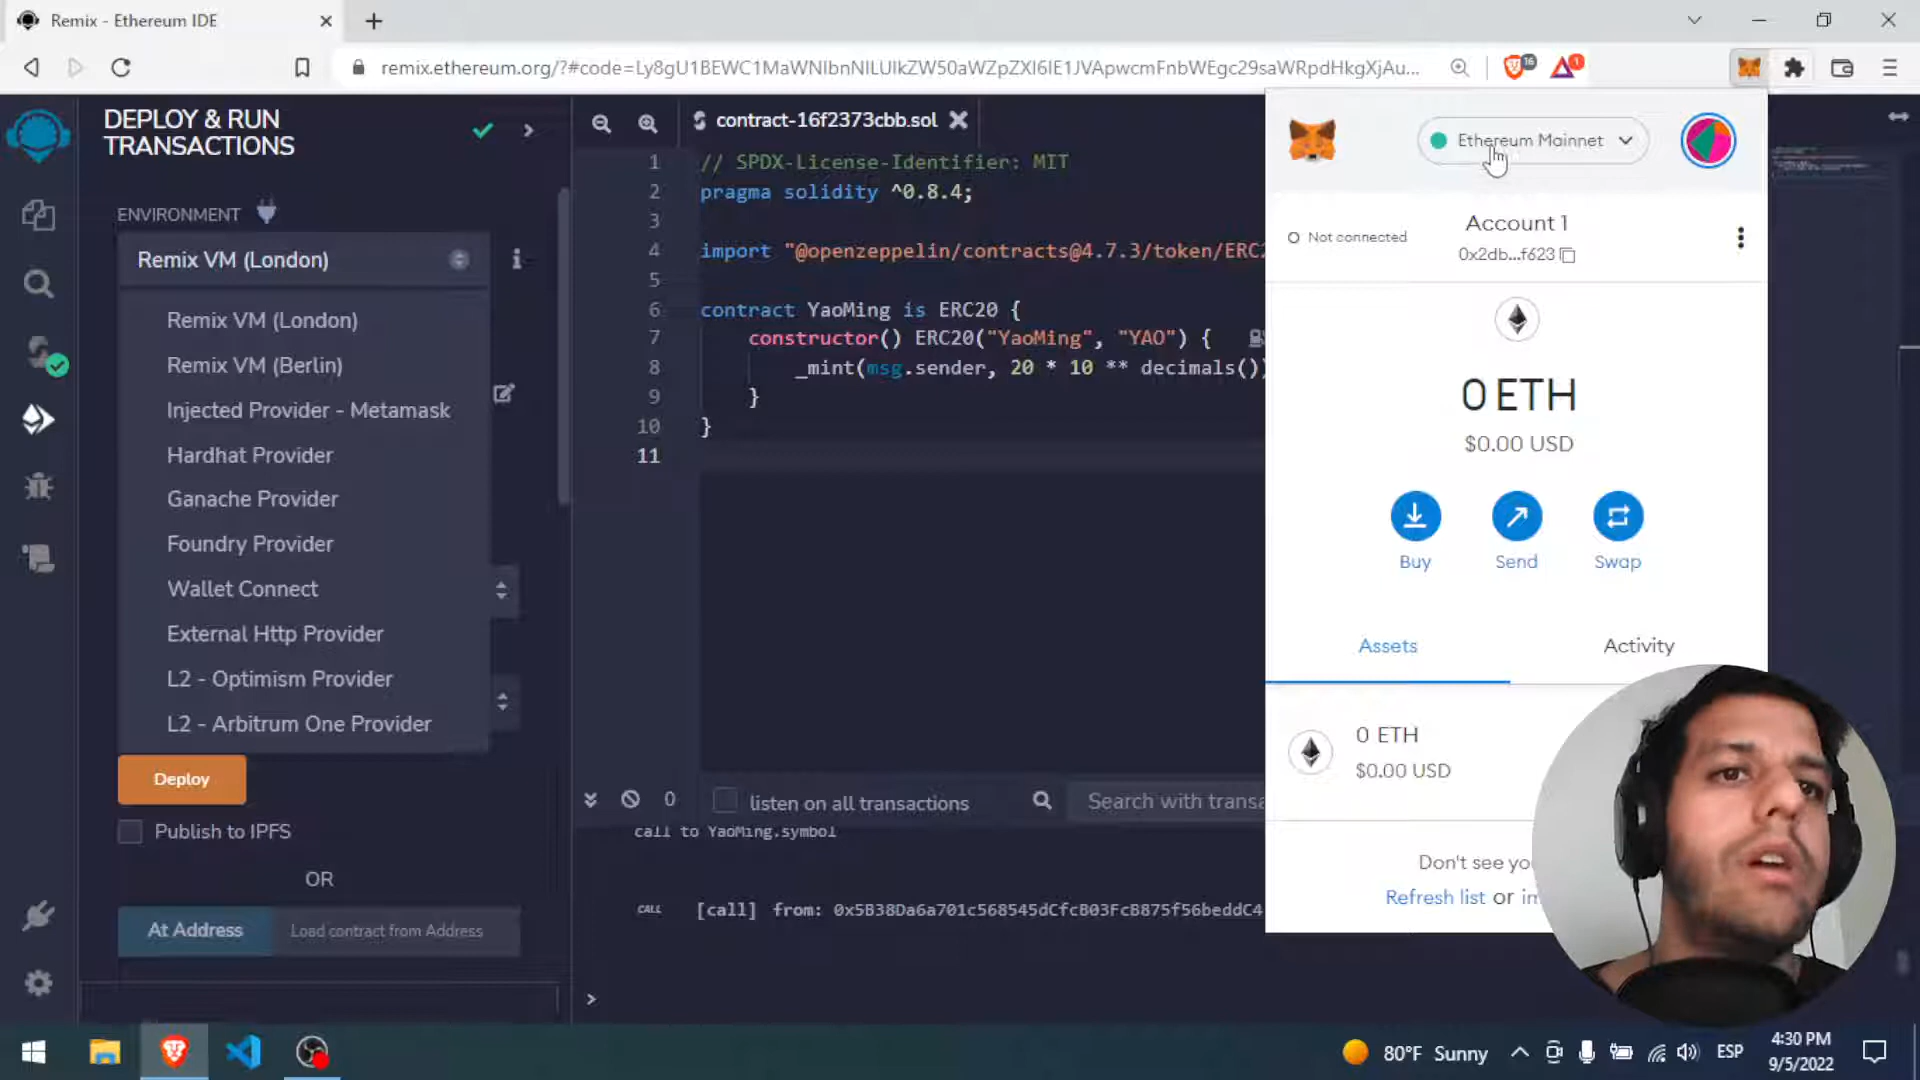 Remix - Ethereum IDE
remix.ethereum.org/?#code=Ly8gU1BEWC1MaWNlbnNlLUlkZW50aWZpZXI6IE1JVApwcmFnbWEgc29saWRpdHkgXjAu...
16
1
DEPLOY & RUN
TRANSACTIONS
ENVIRONMENT
Remix VM (London)
Remix VM (London)
Remix VM (Berlin)
Injected Provider - Metamask
Hardhat Provider
Ganache Provider
Foundry Provider
Wallet Connect
External Http Provider
L2 - Optimism Provider
L2 - Arbitrum One Provider
Deploy
Publish to IPFS
OR
At Address
Load contract from Address
contract-16f2373cbb.sol
1 // SPDX-License-Identifier: MIT
2 pragma solidity ^0.8.4;
3
4 import "@openzeppelin/contracts@4.7.3/token/ERC2
5
6 contract YaoMing is ERC20 {
7 constructor() ERC20("YaoMing", "YAO") {
8 _mint(msg.sender, 20 * 10 ** decimals())
9 }
10 }
11
0
listen on all transactions
Search with transa
call to YaoMing.symbol
CALL [call] from: 0x5B38Da6a701c568545dCfcB03FcB875f56beddC4
>
Ethereum Mainnet
Not connected
Account 1
0x2db...f623
0 ETH
$0.00 USD
Buy
Send
Swap
Assets
Activity
0 ETH
$0.00 USD
Don't see you
Refresh list or im
80°F Sunny
ESP
4:30 PM
9/5/2022